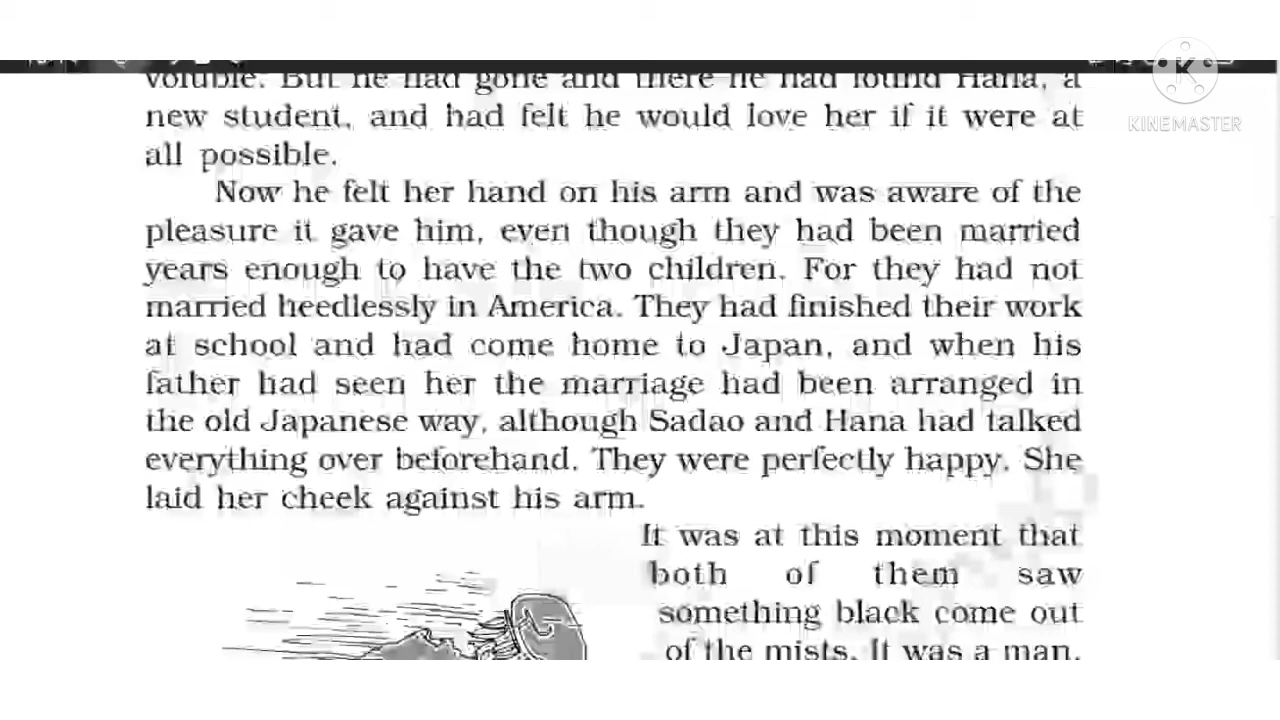 voluble. But he had gone and there he had found Hana, a
KINEMASTER
new student, and had felt he would love her if it were at
all possible.
Now he felt her hand on his arm and was aware of the
pleasure it gave him, even though they had been married
years enough to have the two children. For they had not
married heedlessly in America. They had finished their work
at school and had come home to Japan, and when his
father had seen her the marriage had been arranged in
the old Japanese way, although Sadao and Hana had talked
everything over beforehand. They were perfectly happy. She
laid her cheek against his arm.
It was at this moment that
both of them saw
something black come out
of the mists. It was a man.